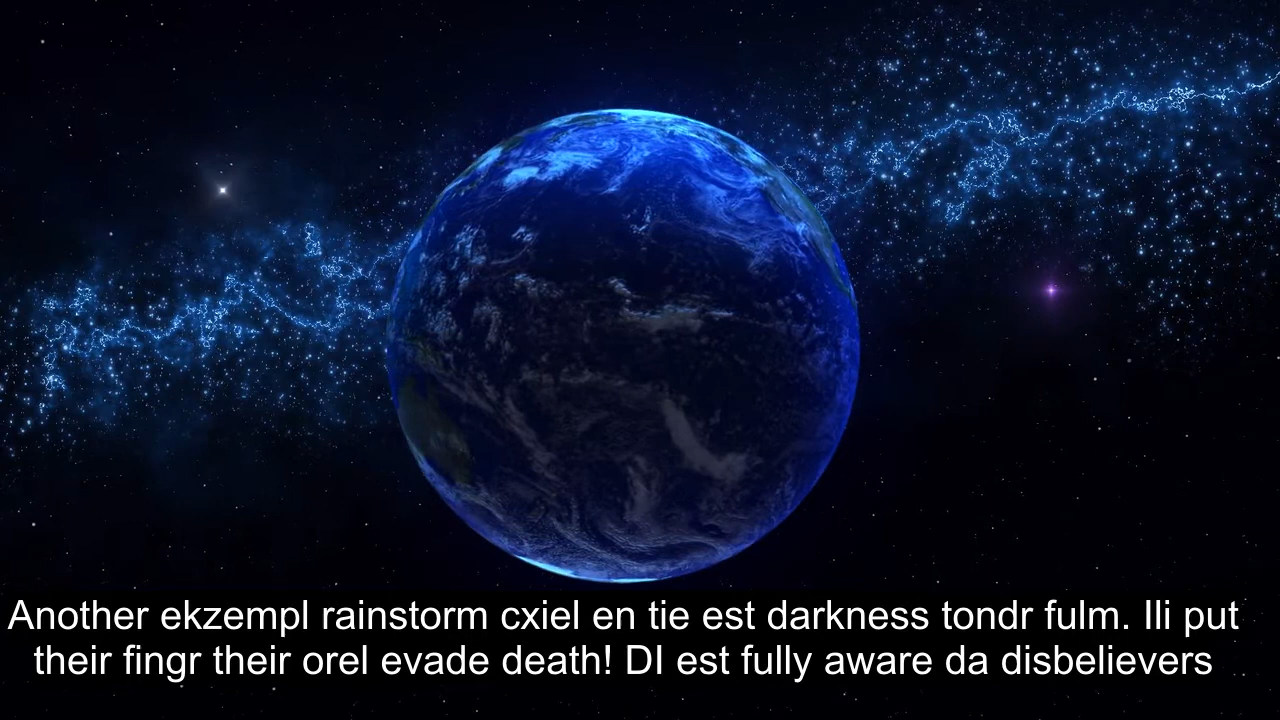 Another ekzempl rainstorm cxiel en tie est darkness tondr fulm. Ili put
their fingr their orel evade death! DI est fully aware da disbelievers